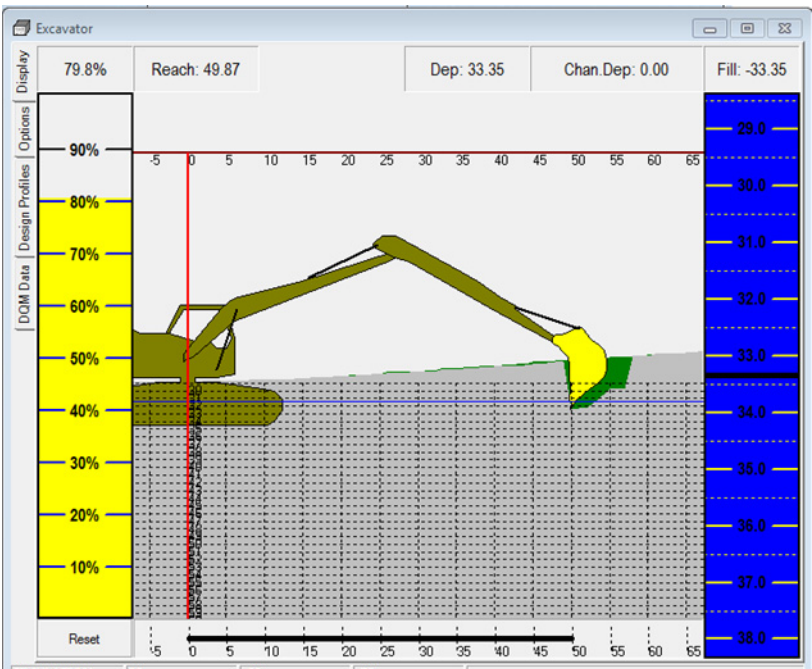 Excavator
Display
Options
Design Profiles
DQM Data
79.8%
Reach: 49.87
Dep: 33.35
Chan.Dep: 0.00
Fill: -33.35
90%
80%
70%
60%
50%
40%
30%
20%
10%
-5 0 5 10 15 20 25 30 35 40 45 50 55 60 65
29.0
30.0
31.0
32.0
33.0
34.0
35.0
36.0
37.0
38.0
Reset
-5 0 5 10 15 20 25 30 35 40 45 50 55 60 65